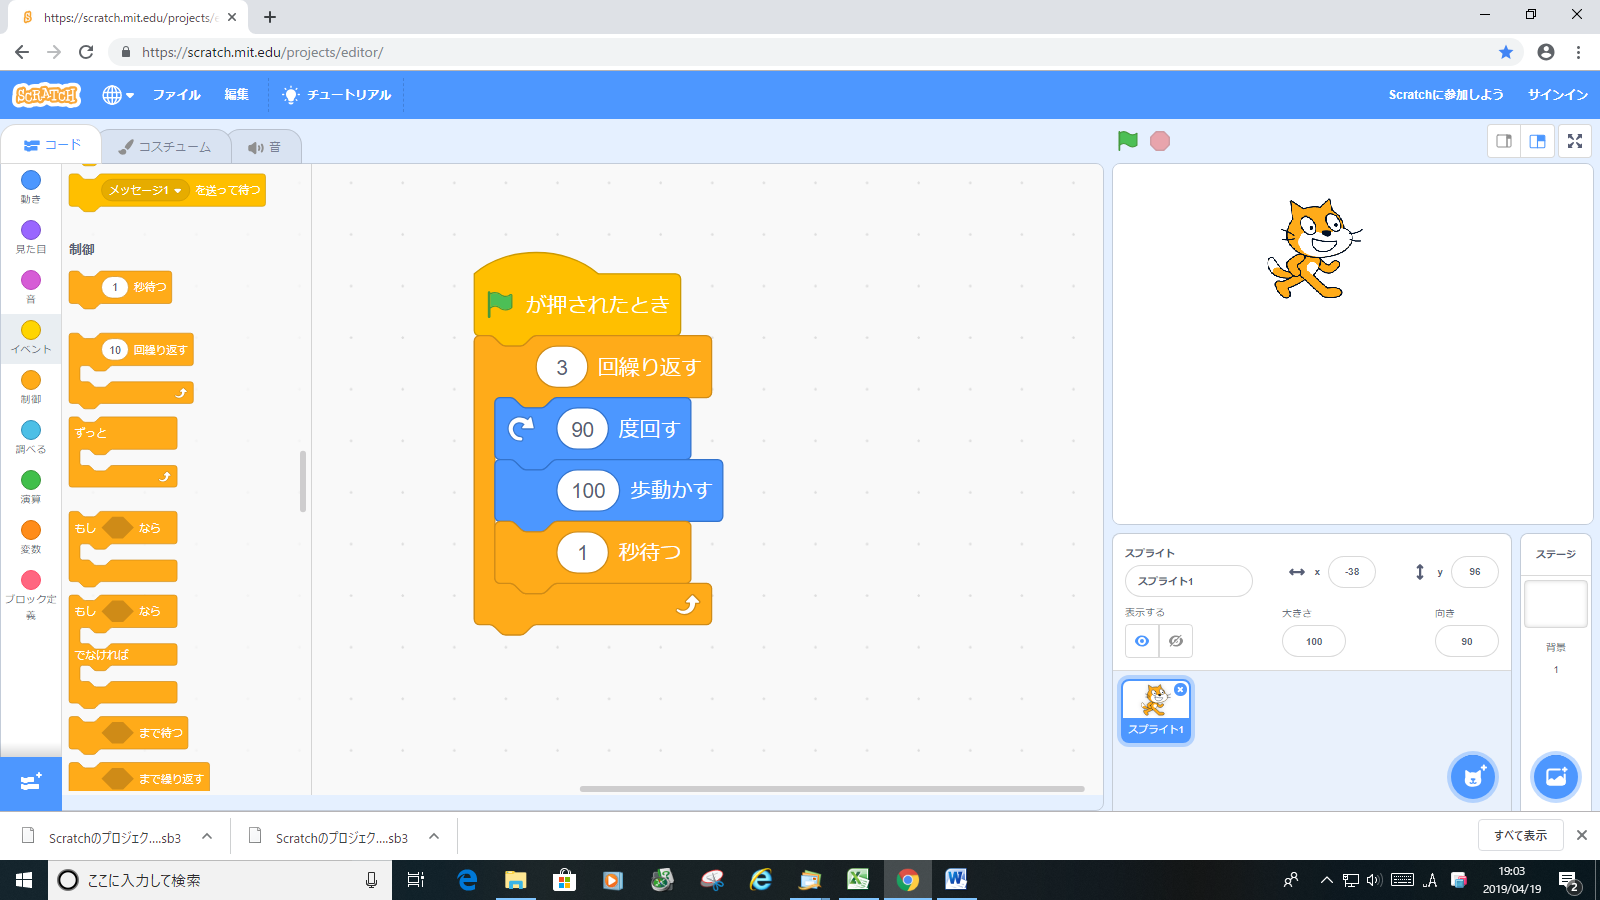 https://scratch.mit.edu/projects/e
https://scratch.mit.edu/projects/editor/
SCRATCH
ファイル
編集
チュートリアル
Scratchに参加しよう
サインイン
コード
コスチューム
音
動き
見た目
音
イベント
制御
調べる
演算
変数
ブロック定
義
メッセージ1 を送って待つ
制御
1 秒待つ
10 回繰り返す
ずっと
もし なら
もし なら
でなければ
まで待つ
まで繰り返す
が押されたとき
3 回繰り返す
90 度回す
100 歩動かす
1 秒待つ
スプライト
スプライト1
x -38
y 96
表示する
大きさ
100
向き
90
スプライト1
ステージ
背景
1
Scratchのプロジェク....sb3
Scratchのプロジェク....sb3
すべて表示
ここに入力して検索
A
19:03
2019/04/19
2